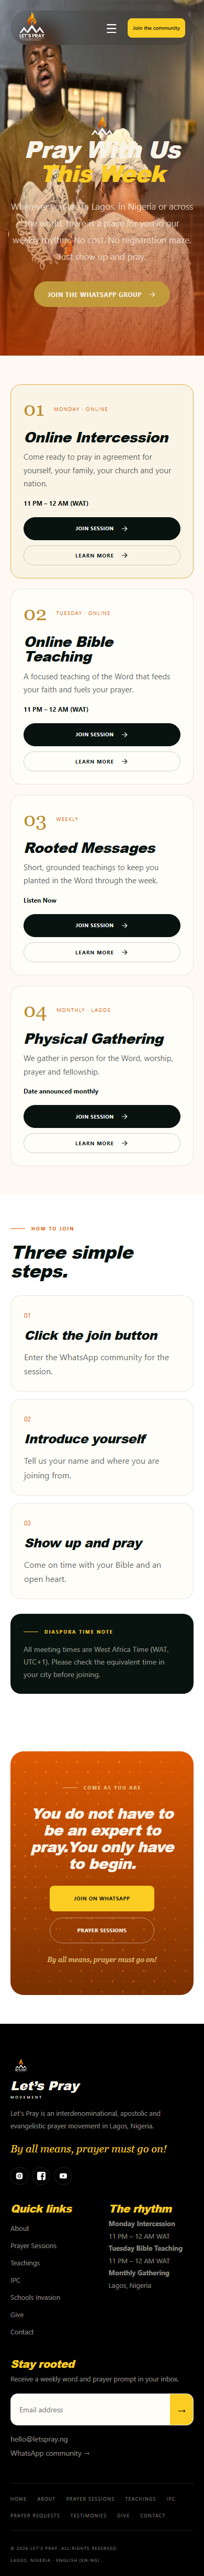 LET'S PRAY
Join the community
Pray With Us
This Week
Wherever you are in Lagos, in Nigeria or across
the world, there is a place for you in our
weekly rhythm. No cost. No registration maze.
Just show up and pray.
JOIN THE WHATSAPP GROUP →
01 MONDAY · ONLINE
Online Intercession
Come ready to pray in agreement for
yourself, your family, your church and your
nation.
11 PM – 12 AM (WAT)
JOIN SESSION →
LEARN MORE →
02 TUESDAY · ONLINE
Online Bible
Teaching
A focused teaching of the Word that feeds
your faith and fuels your prayer.
11 PM – 12 AM (WAT)
JOIN SESSION →
LEARN MORE →
03 WEEKLY
Rooted Messages
Short, grounded teachings to keep you
planted in the Word through the week.
Listen Now
JOIN SESSION →
LEARN MORE →
04 MONTHLY · LAGOS
Physical Gathering
We gather in person for the Word, worship,
prayer and fellowship.
Date announced monthly
JOIN SESSION →
LEARN MORE →
HOW TO JOIN
Three simple
steps.
01
Click the join button
Enter the WhatsApp community for the
session.
02
Introduce yourself
Tell us your name and where you are
joining from.
03
Show up and pray
Come on time with your Bible and an
open heart.
DIASPORA TIME NOTE
All meeting times are West Africa Time (WAT,
UTC+1). Please check the equivalent time in
your city before joining.
COME AS YOU ARE
You do not have to
be an expert to
pray.You only have
to begin.
JOIN ON WHATSAPP
PRAYER SESSIONS
By all means, prayer must go on!
Let's Pray
MOVEMENT
Let's Pray is an interdenominational, apostolic and
evangelistic prayer movement in Lagos, Nigeria.
By all means, prayer must go on!
Quick links
About
Prayer Sessions
Teachings
IPC
Schools Invasion
Give
Contact
The rhythm
Monday Intercession
11 PM – 12 AM WAT
Tuesday Bible Teaching
11 PM – 12 AM WAT
Monthly Gathering
Lagos, Nigeria
Stay rooted
Receive a weekly word and prayer prompt in your inbox.
Email address →
hello@letspray.ng
WhatsApp community →
HOME ABOUT PRAYER SESSIONS TEACHINGS IPC
PRAYER REQUESTS TESTIMONIES GIVE CONTACT
© 2026 LET'S PRAY. ALL RIGHTS RESERVED.
LAGOS, NIGERIA · ENGLISH (EN-NG)